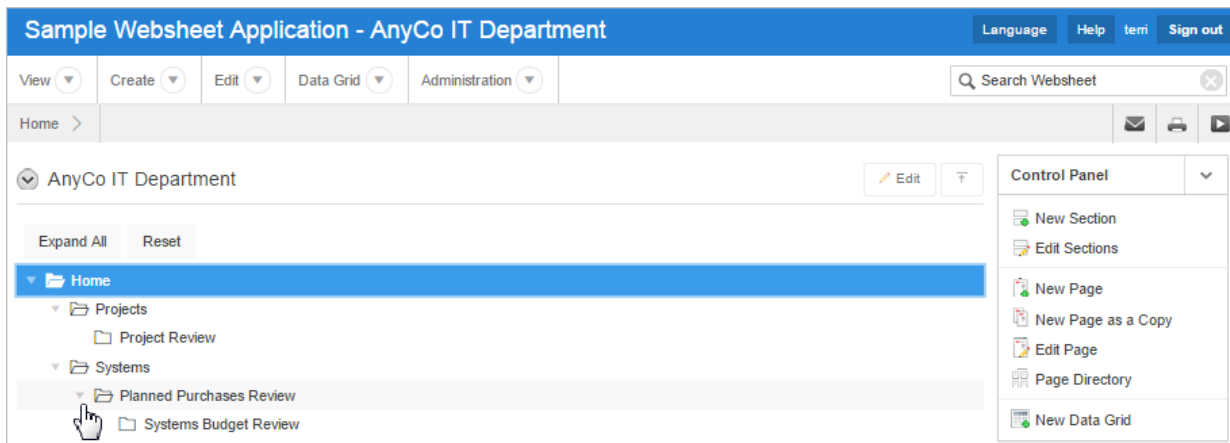 Sample Websheet Application - AnyCo IT Department
Language Help terri Sign out
View Create Edit Data Grid Administration Search Websheet
Home
AnyCo IT Department Edit
Control Panel
Expand All Reset
Home
Projects
Project Review
Systems
Planned Purchases Review
Systems Budget Review
New Section
Edit Sections
New Page
New Page as a Copy
Edit Page
Page Directory
New Data Grid